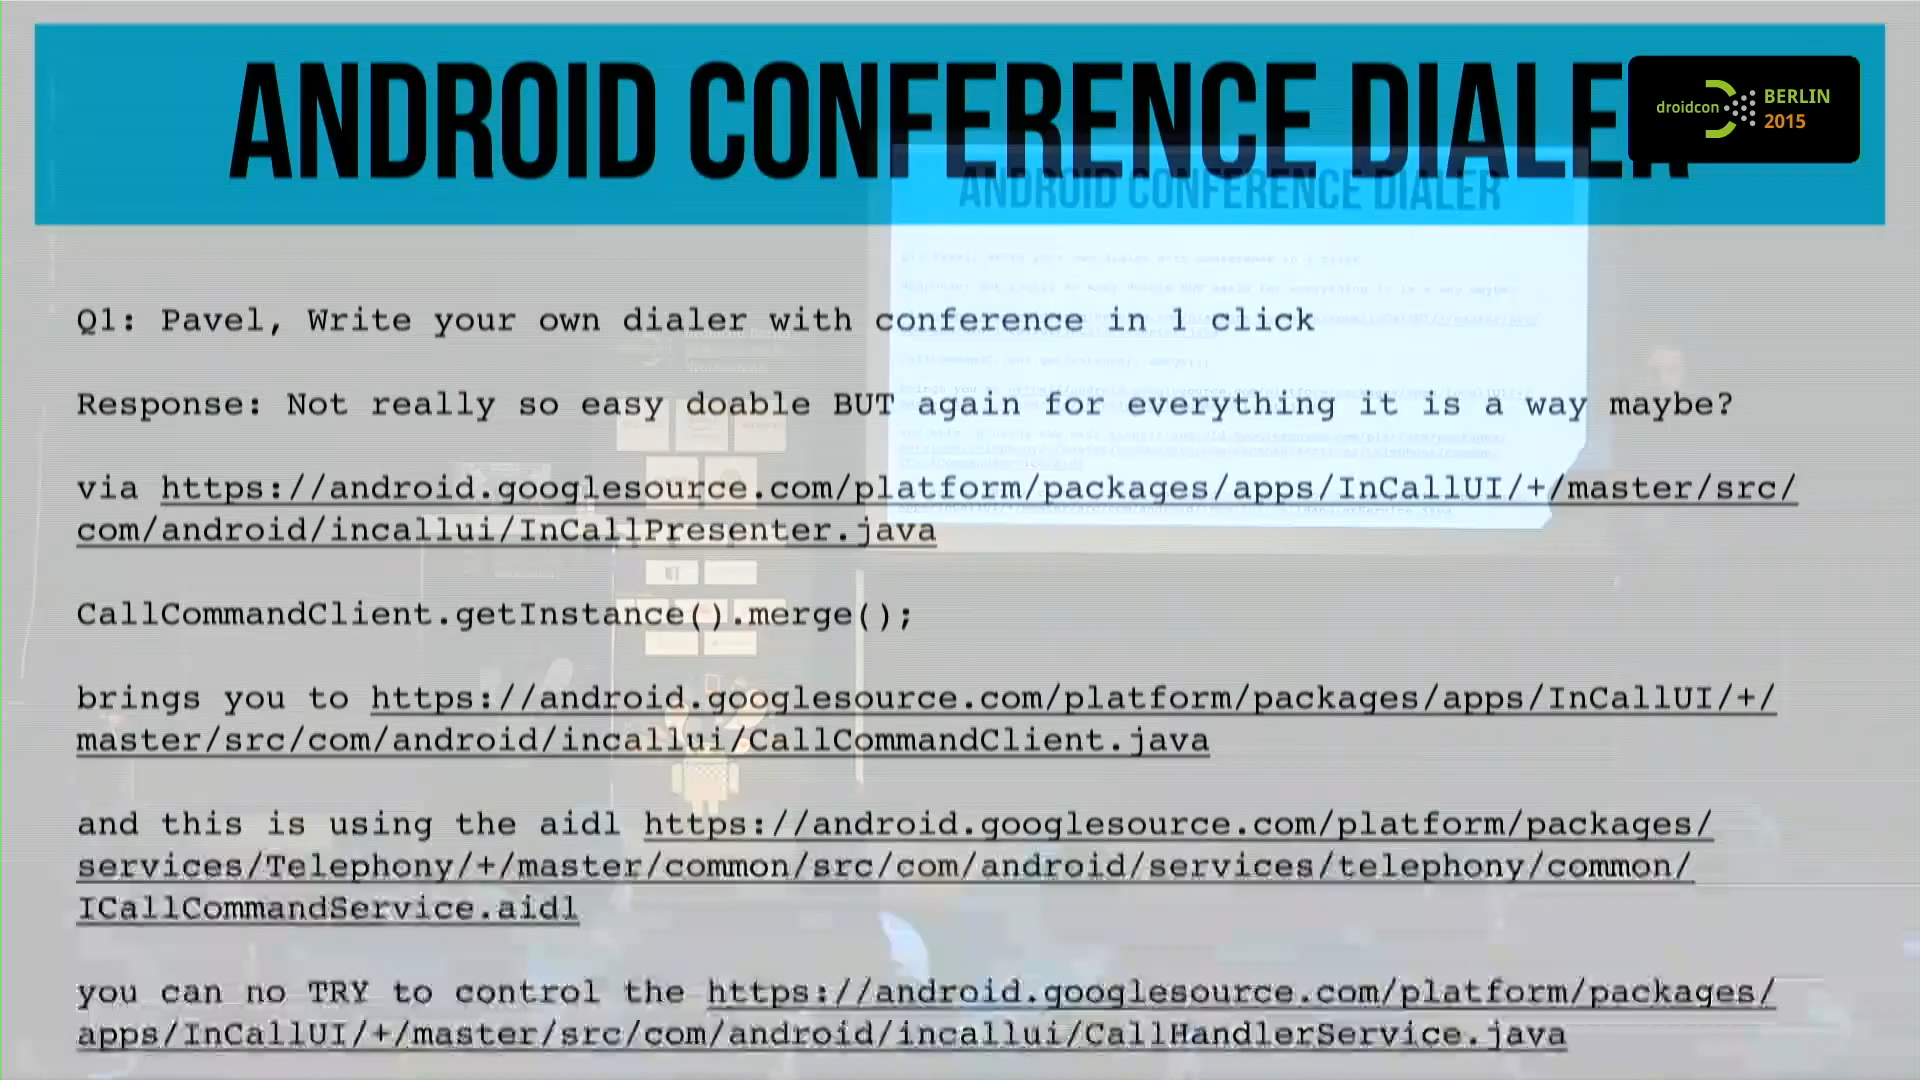 ANDROID CONFERENCE DIALER
droidcon BERLIN 2015
ANDROID CONFERENCE DIALER
Q1: Pavel, Write your own dialer with conference in 1 click
Response: Not really so easy doable BUT again for everything it is a way maybe?
via https://android.googlesource.com/platform/packages/apps/InCallUI/+/master/src/
com/android/incallui/InCallPresenter.java
CallCommandClient.getInstance().merge();
brings you to https://android.googlesource.com/platform/packages/apps/InCallUI/+/
master/src/com/android/incallui/CallCommandClient.java
and this is using the aidl https://android.googlesource.com/platform/packages/
services/Telephony/+/master/common/src/com/android/services/telephony/common/
ICallCommandService.aidl
you can no TRY to control the https://android.googlesource.com/platform/packages/
apps/InCallUI/+/master/src/com/android/incallui/CallHandlerService.java